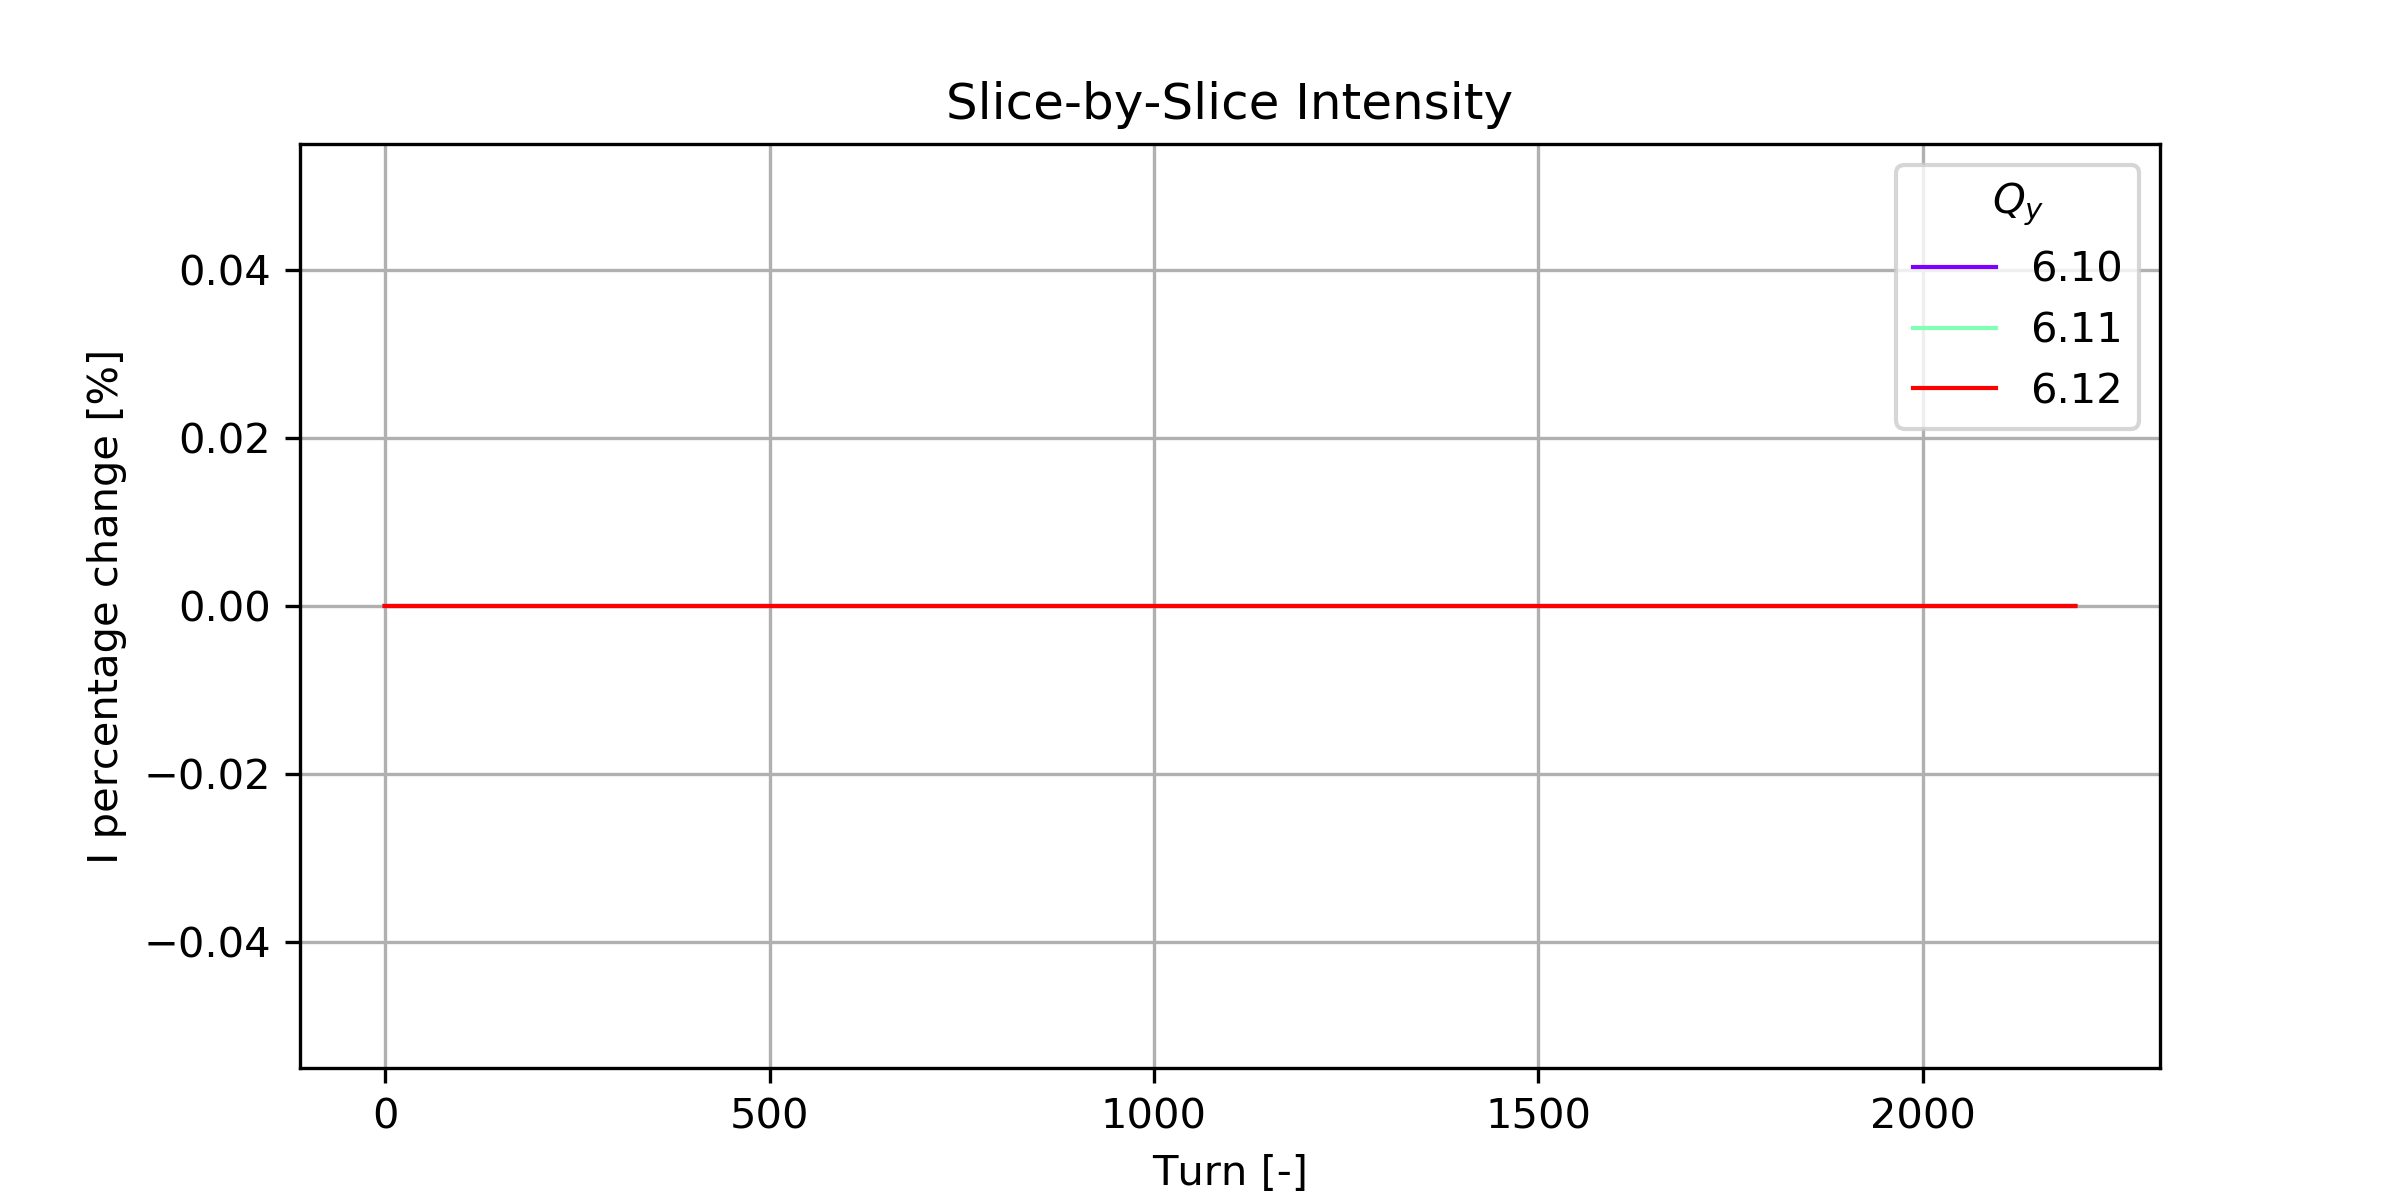 Slice-by-Slice Intensity
I percentage change [%]
0.04
0.02
0.00
−0.02
−0.04
Qy
6.10
6.11
6.12
0 500 1000 1500 2000
Turn [-]